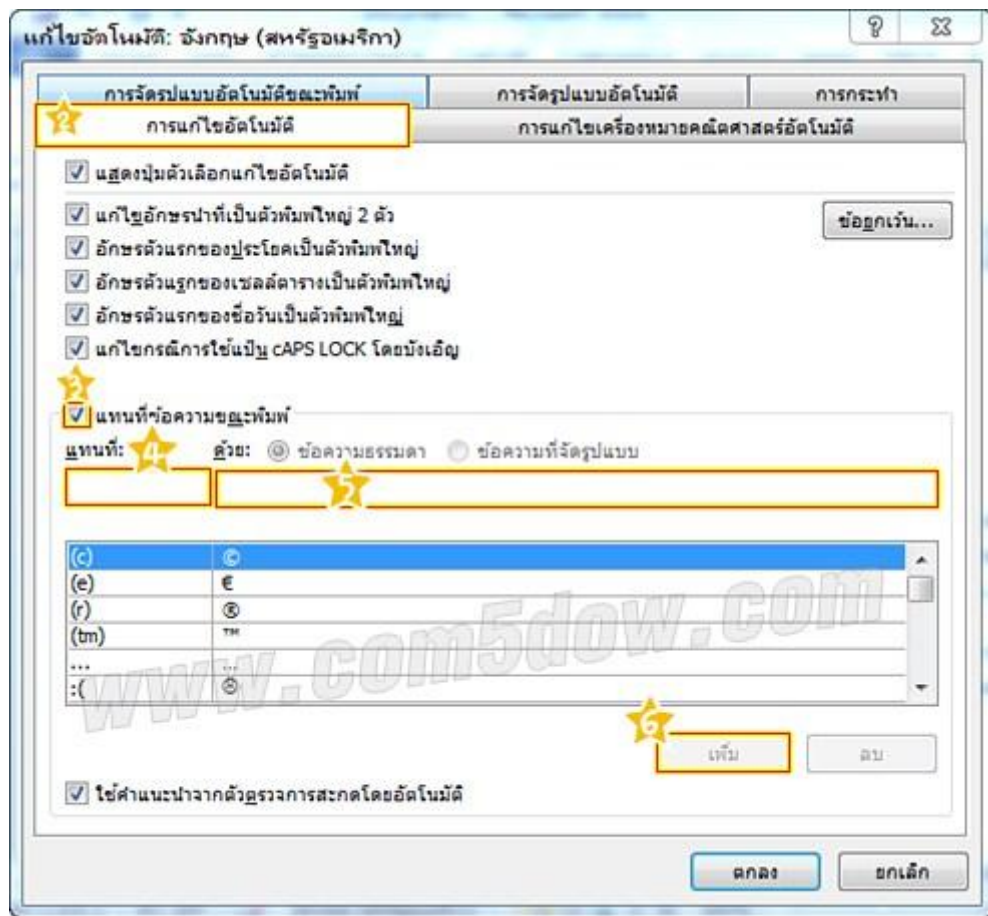 แก้ไขอัตโนมัติ: อังกฤษ (สหรัฐอเมริกา)
การจัดรูปแบบอัตโนมัติขณะพิมพ์ การจัดรูปแบบอัตโนมัติ การกระทำ
2 การแก้ไขอัตโนมัติ การแก้ไขเครื่องหมายคณิตศาสตร์อัตโนมัติ
แสดงปุ่มตัวเลือกแก้ไขอัตโนมัติ
แก้ไขอักษรนำที่เป็นตัวพิมพ์ใหญ่ 2 ตัว ข้อยกเว้น...
อักษรตัวแรกของประโยคเป็นตัวพิมพ์ใหญ่
อักษรตัวแรกของเซลล์ตารางเป็นตัวพิมพ์ใหญ่
อักษรตัวแรกของชื่อวันเป็นตัวพิมพ์ใหญ่
แก้ไขกรณีการใช้แป้น cAPS LOCK โดยบังเอิญ
3
แทนที่ข้อความขณะพิมพ์
แทนที่: 4 ด้วย: ข้อความธรรมดา ข้อความที่จัดรูปแบบ
5
(c) ©
(e) €
(r) ®
(tm) ™
... …
:( ☹
www.com5dow.com
6
เพิ่ม ลบ
ใช้คำแนะนำจากตัวตรวจการสะกดโดยอัตโนมัติ
ตกลง ยกเลิก